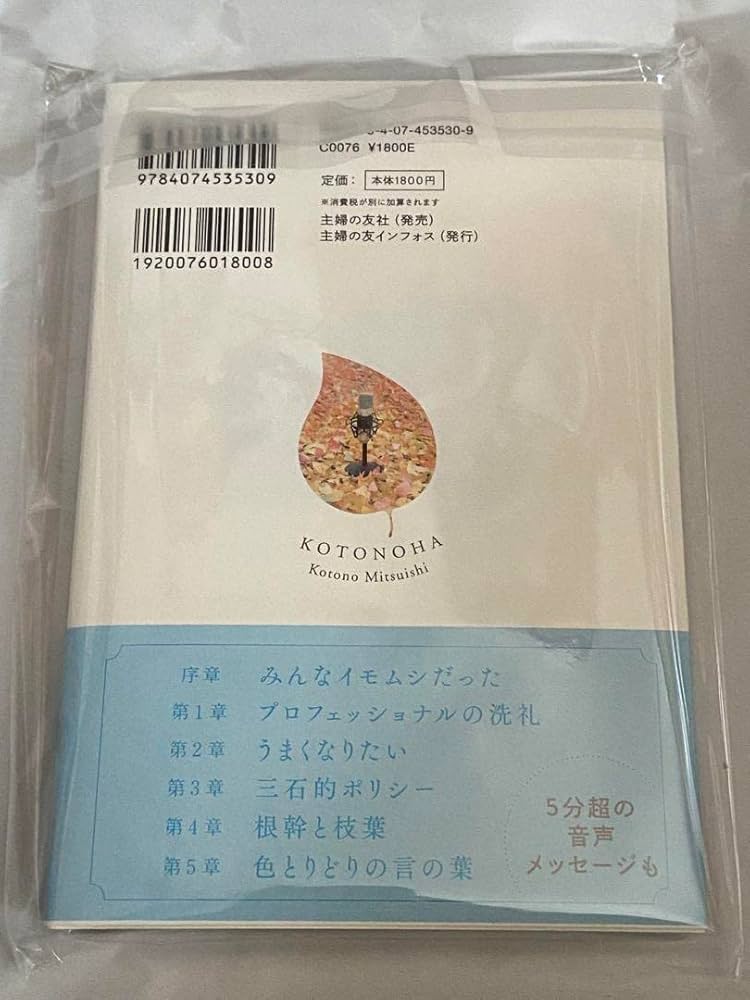 -4-07-453530-9
C0076 ¥1800E
9784074535309
定価： 本体1800円
※消費税が別に加算されます
主婦の友社（発売）
主婦の友インフォス（発行）
1920076018008
KOTONOHA
Kotono Mitsuishi
序章 みんなイモムシだった
第1章 プロフェッショナルの洗礼
第2章 うまくなりたい
第3章 三石的ポリシー
第4章 根幹と枝葉
第5章 色とりどりの言の葉
5分超の
音声
メッセージも